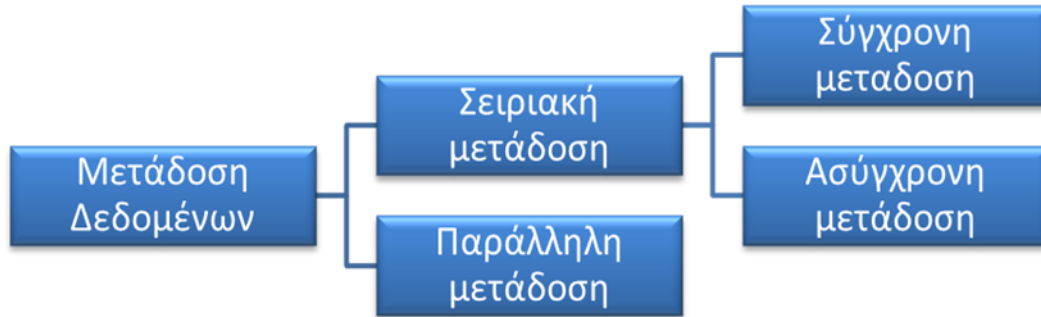 Μετάδοση
Δεδομένων
Σειριακή
μετάδοση
Παράλληλη
μετάδοση
Σύγχρονη
μεταδοση
Ασύγχρονη
μετάδοση